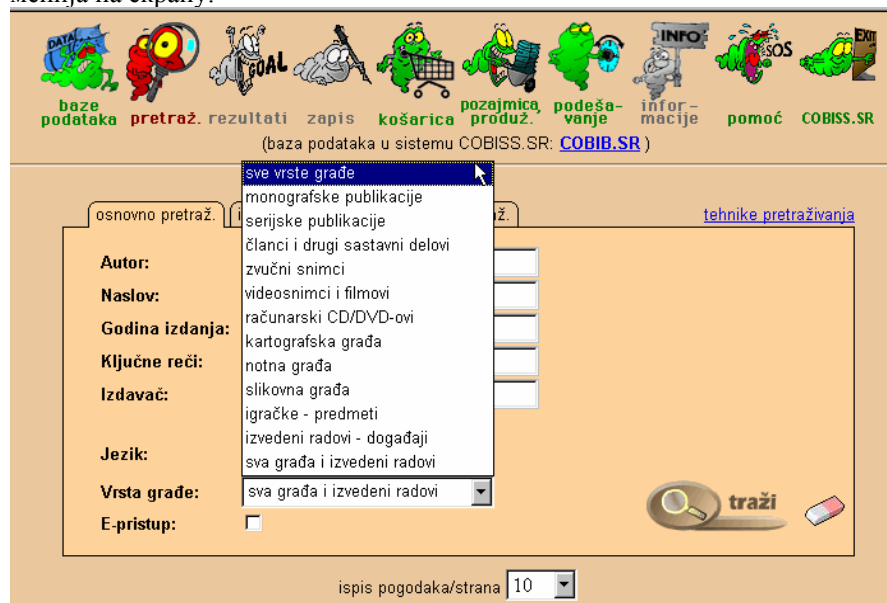 менија на екрану:
DATA
GOAL
INFO
SOS
EXIT
baze podataka
pretraž.
rezultati
zapis
košarica
pozajmica, produž.
podeša-vanje
infor-macije
pomoć
COBISS.SR
(baza podataka u sistemu COBISS.SR: COBIB.SR )
sve vrste građe
monografske publikacije
serijske publikacije
članci i drugi sastavni delovi
zvučni snimci
videosnimci i filmovi
računarski CD/DVD-ovi
kartografska građa
notna građa
slikovna građa
igračke - predmeti
izvedeni radovi - događaji
sva građa i izvedeni radovi
osnovno pretraž.
tehnike pretraživanja
Autor:
Naslov:
Godina izdanja:
Ključne reči:
Izdavač:
Jezik:
Vrsta građe:
sva građa i izvedeni radovi
E-pristup:
traži
ispis pogodaka/strana 10